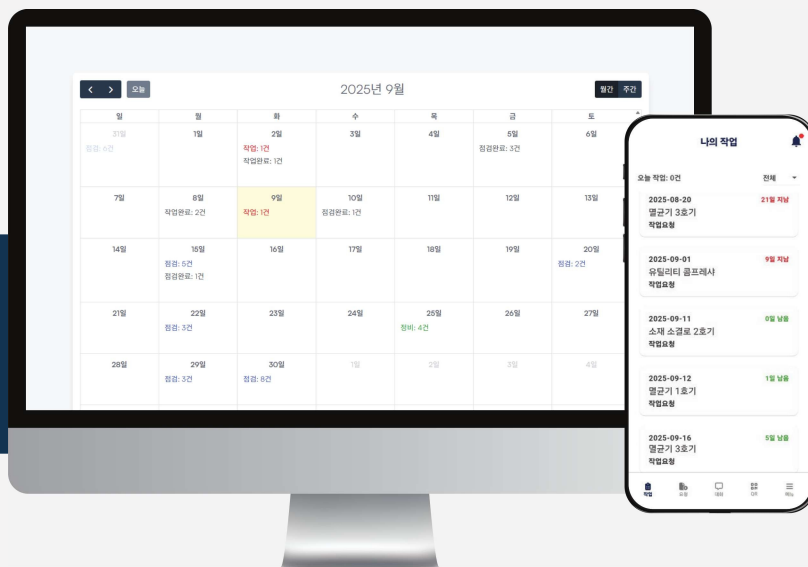 오늘
2025년 9월
월간 주간
일 월 화 수 목 금 토
31일 1일 2일 3일 4일 5일 6일
점검: 6건 작업: 1건 점검완료: 3건
작업완료: 1건
7일 8일 9일 10일 11일 12일 13일
작업완료: 2건 작업: 1건 점검완료: 1건
14일 15일 16일 17일 18일 19일 20일
점검: 5건 점검: 2건
점검완료: 1건
21일 22일 23일 24일 25일 26일 27일
점검: 3건 정비: 4건
28일 29일 30일 1일 2일 3일 4일
점검: 3건 점검: 8건
나의 작업
오늘 작업: 0건 전체
2025-08-20 21일 지남
멸균기 3호기
작업요청
2025-09-01 9일 지남
유틸리티 콤프레샤
작업요청
2025-09-11 0일 남음
소재 소결로 2호기
작업요청
2025-09-12 1일 남음
멸균기 1호기
작업요청
2025-09-16 5일 남음
멸균기 3호기
작업요청
작업 요청 대화 QR 메뉴